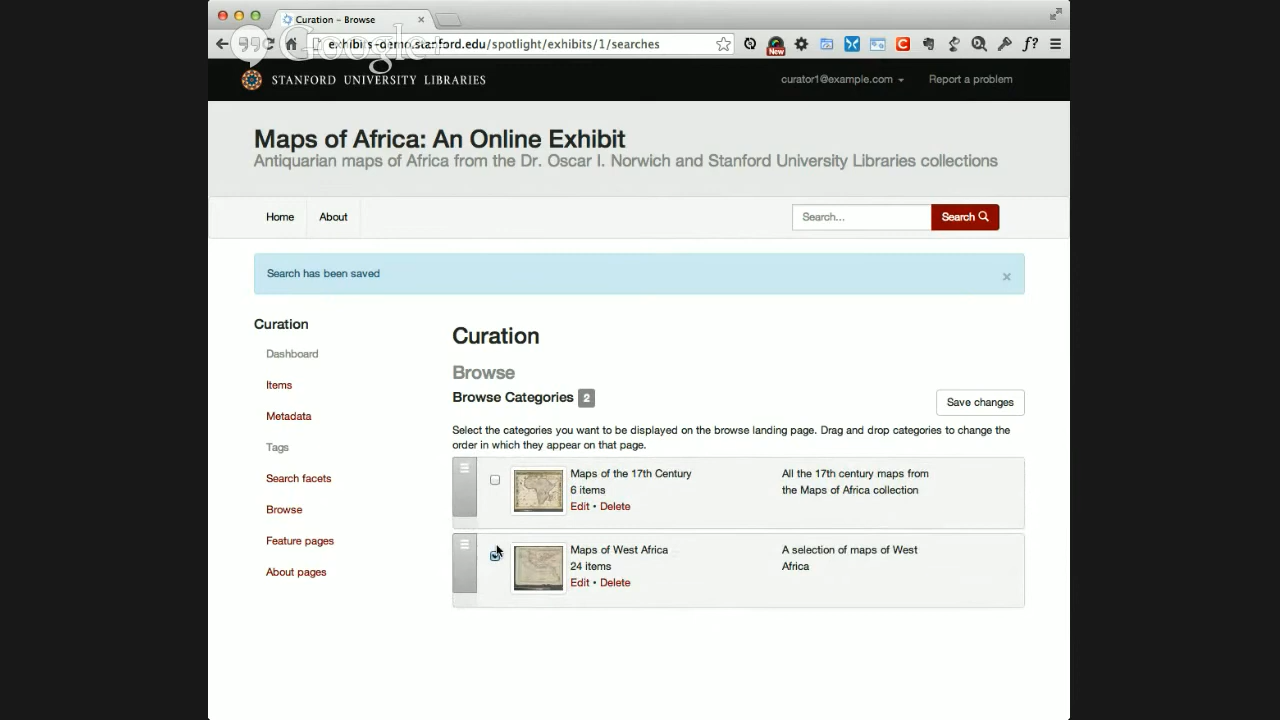 Curation – Browse
Google+
exhibits-demo.stanford.edu/spotlight/exhibits/1/searches
New
f?
STANFORD UNIVERSITY LIBRARIES
curator1@example.com
Report a problem
Maps of Africa: An Online Exhibit
Antiquarian maps of Africa from the Dr. Oscar I. Norwich and Stanford University Libraries collections
Home
About
Search...
Search
Search has been saved
×
Curation
Dashboard
Items
Metadata
Tags
Search facets
Browse
Feature pages
About pages
Curation
Browse
Browse Categories 2
Save changes
Select the categories you want to be displayed on the browse landing page. Drag and drop categories to change the
order in which they appear on that page.
Maps of the 17th Century
6 items
Edit • Delete
All the 17th century maps from
the Maps of Africa collection
Maps of West Africa
24 items
Edit • Delete
A selection of maps of West
Africa